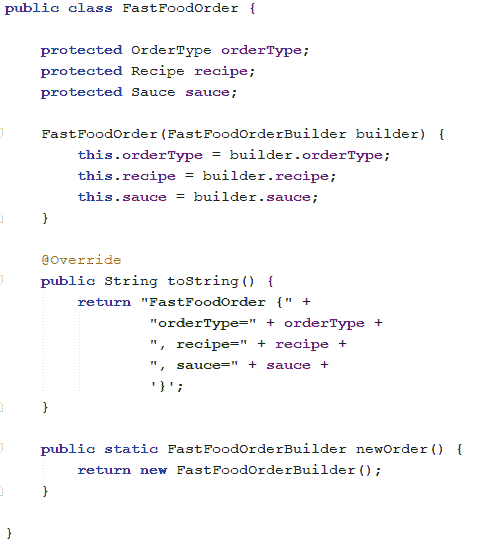 public class FastFoodOrder {
protected OrderType orderType;
protected Recipe recipe;
protected Sauce sauce;
FastFoodOrder(FastFoodOrderBuilder builder) {
this.orderType = builder.orderType;
this.recipe = builder.recipe;
this.sauce = builder.sauce;
}
@Override
public String toString() {
return "FastFoodOrder {" +
"orderType=" + orderType +
", recipe=" + recipe +
", sauce=" + sauce +
'}';
}
public static FastFoodOrderBuilder newOrder() {
return new FastFoodOrderBuilder();
}
}